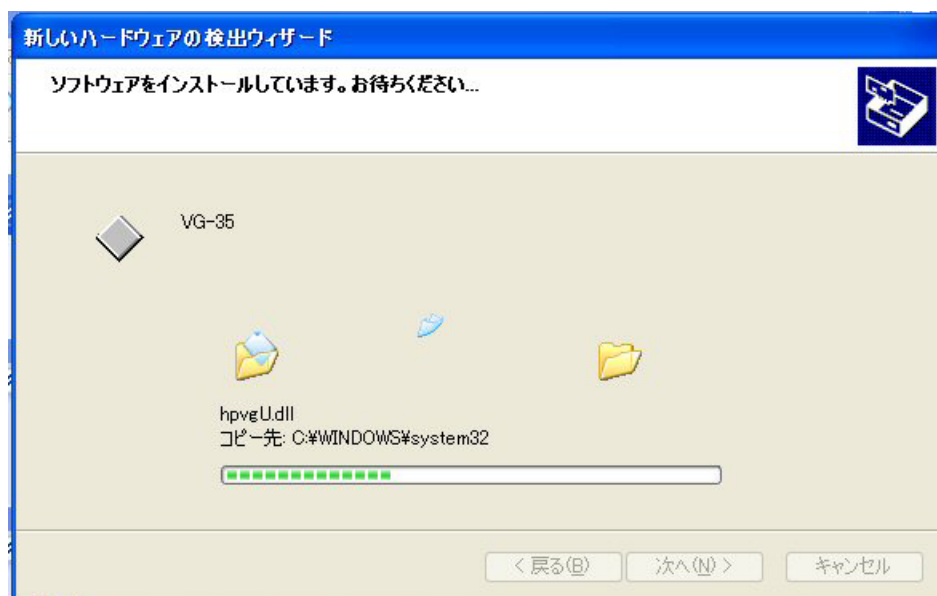 新しいハードウェアの検出ウィザード
ソフトウェアをインストールしています。お待ちください...
VG-35
hpvgU.dll
コピー先: C:¥WINDOWS¥system32
< 戻る(B)
次へ(N) >
キャンセル